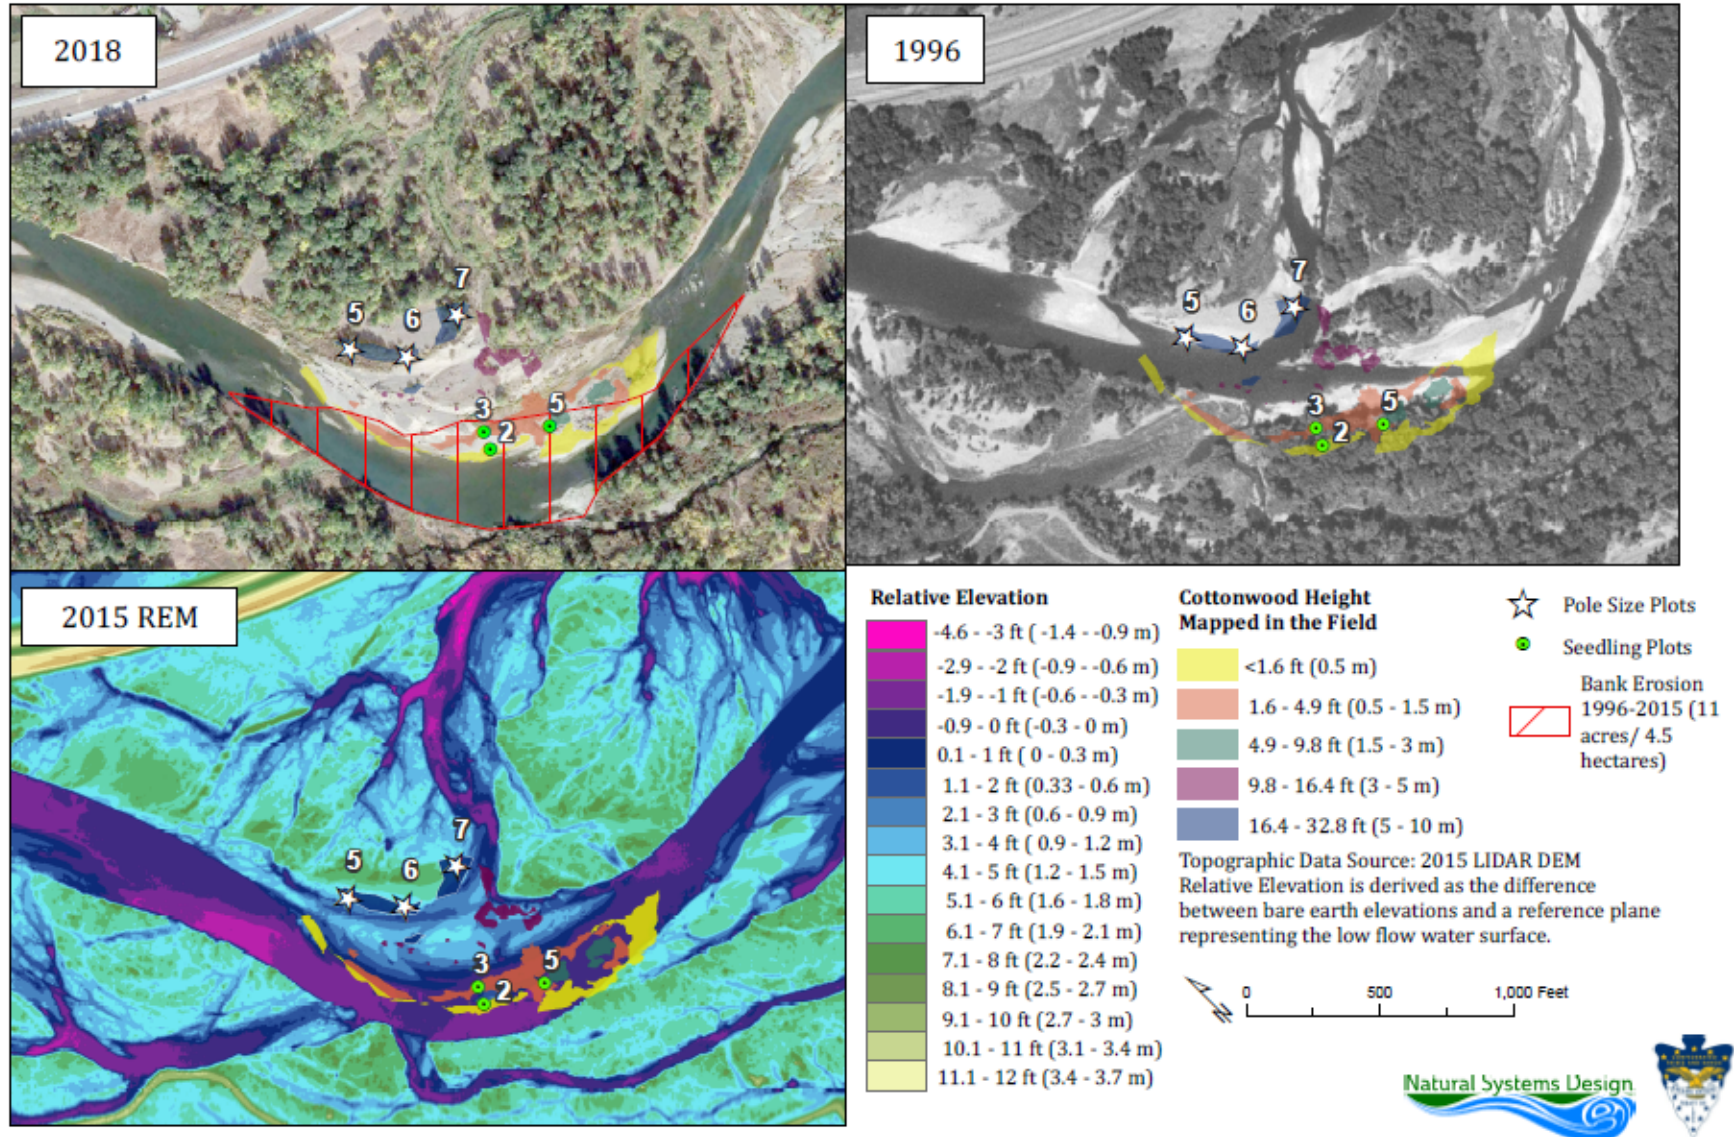 2018
5
6
7
3
2
5
1996
5
6
7
3
2
5
2015 REM
5
6
7
3
2
5
Relative Elevation
-4.6 - -3 ft ( -1.4 - -0.9 m)
-2.9 - -2 ft (-0.9 - -0.6 m)
-1.9 - -1 ft (-0.6 - -0.3 m)
-0.9 - 0 ft (-0.3 - 0 m)
0.1 - 1 ft ( 0 - 0.3 m)
1.1 - 2 ft (0.33 - 0.6 m)
2.1 - 3 ft (0.6 - 0.9 m)
3.1 - 4 ft ( 0.9 - 1.2 m)
4.1 - 5 ft (1.2 - 1.5 m)
5.1 - 6 ft (1.6 - 1.8 m)
6.1 - 7 ft (1.9 - 2.1 m)
7.1 - 8 ft (2.2 - 2.4 m)
8.1 - 9 ft (2.5 - 2.7 m)
9.1 - 10 ft (2.7 - 3 m)
10.1 - 11 ft (3.1 - 3.4 m)
11.1 - 12 ft (3.4 - 3.7 m)
Cottonwood Height
Mapped in the Field
<1.6 ft (0.5 m)
1.6 - 4.9 ft (0.5 - 1.5 m)
4.9 - 9.8 ft (1.5 - 3 m)
9.8 - 16.4 ft (3 - 5 m)
16.4 - 32.8 ft (5 - 10 m)
Pole Size Plots
Seedling Plots
Bank Erosion
1996-2015 (11
acres/ 4.5
hectares)
Topographic Data Source: 2015 LIDAR DEM
Relative Elevation is derived as the difference
between bare earth elevations and a reference plane
representing the low flow water surface.
N
0 500 1,000 Feet
Natural Systems Design